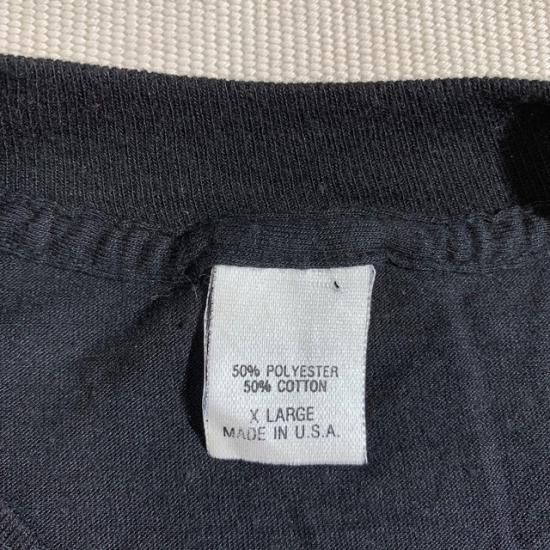 50% POLYESTER
50% COTTON
X LARGE
MADE IN U.S.A.